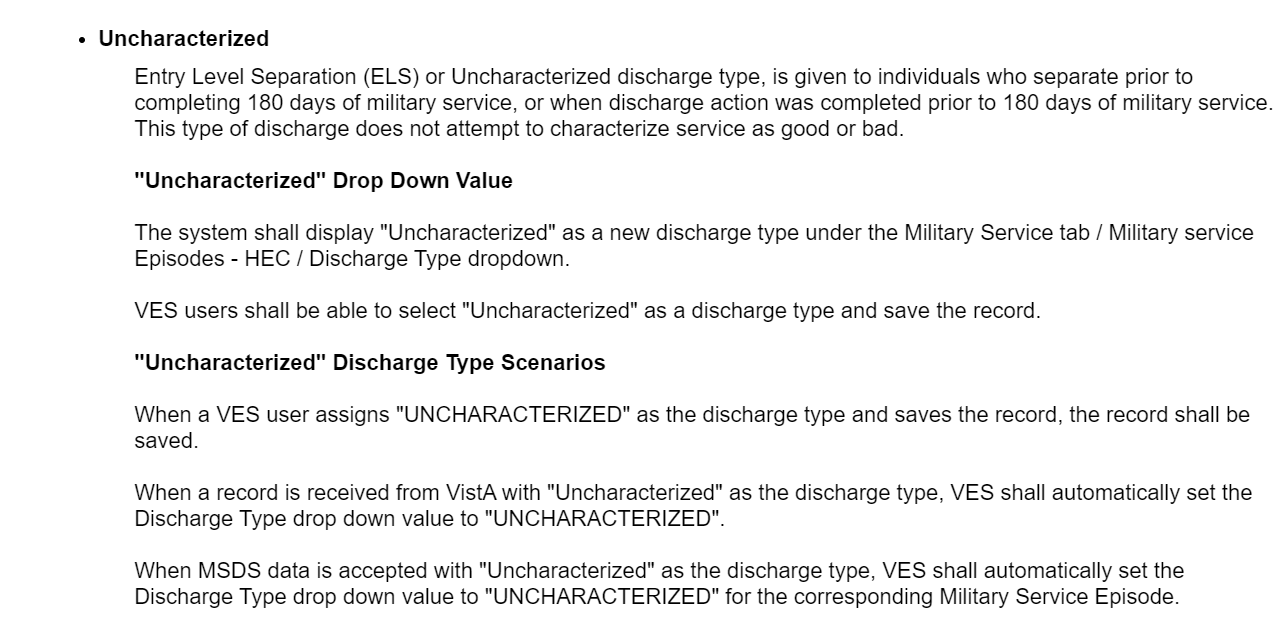 • Uncharacterized
Entry Level Separation (ELS) or Uncharacterized discharge type, is given to individuals who separate prior to
completing 180 days of military service, or when discharge action was completed prior to 180 days of military service.
This type of discharge does not attempt to characterize service as good or bad.
"Uncharacterized" Drop Down Value
The system shall display "Uncharacterized" as a new discharge type under the Military Service tab / Military service
Episodes - HEC / Discharge Type dropdown.
VES users shall be able to select "Uncharacterized" as a discharge type and save the record.
"Uncharacterized" Discharge Type Scenarios
When a VES user assigns "UNCHARACTERIZED" as the discharge type and saves the record, the record shall be
saved.
When a record is received from VistA with "Uncharacterized" as the discharge type, VES shall automatically set the
Discharge Type drop down value to "UNCHARACTERIZED".
When MSDS data is accepted with "Uncharacterized" as the discharge type, VES shall automatically set the
Discharge Type drop down value to "UNCHARACTERIZED" for the corresponding Military Service Episode.